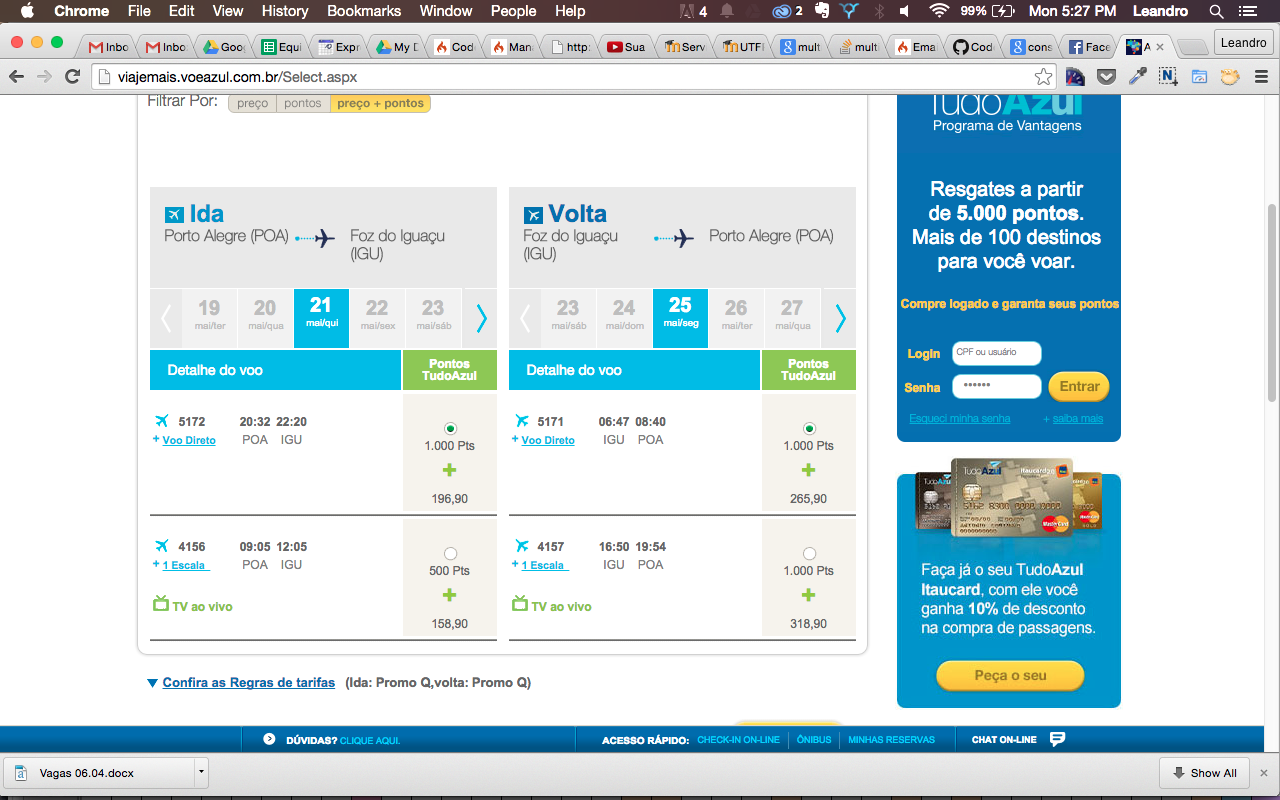 Chrome File Edit View History Bookmarks Window People Help 4 2 99% Mon 5:27 PM Leandro
Inbo Inbo Goo Equi Expr My D Cod Man http: Sua Serv UTFI mult mult Ema Cod cons Face A Leandro
viajemais.voeazul.com.br/Select.aspx
Filtrar Por: preço pontos preço + pontos
Ida
Porto Alegre (POA) Foz do Iguaçu
(IGU)
19 20 21 22 23
mai/ter mai/qua mai/qui mai/sex mai/sáb
Detalhe do voo Pontos
TudoAzul
5172 20:32 22:20
+ Voo Direto POA IGU
1.000 Pts
+
196,90
4156 09:05 12:05
+ 1 Escala POA IGU
500 Pts
+
TV ao vivo
158,90
Volta
Foz do Iguaçu
(IGU) Porto Alegre (POA)
23 24 25 26 27
mai/sáb mai/dom mai/seg mai/ter mai/qua
Detalhe do voo Pontos
TudoAzul
5171 06:47 08:40
+ Voo Direto IGU POA
1.000 Pts
+
265,90
4157 16:50 19:54
+ 1 Escala IGU POA
1.000 Pts
+
TV ao vivo
318,90
Confira as Regras de tarifas (Ida: Promo Q,volta: Promo Q)
TudoAzul
Programa de Vantagens
Resgates a partir
de 5.000 pontos.
Mais de 100 destinos
para você voar.
Compre logado e garanta seus pontos
Login CPF ou usuário
Senha •••••• Entrar
Esqueci minha senha + saiba mais
TudoAzul Itaucard
MasterCard
Faça já o seu TudoAzul
Itaucard, com ele você
ganha 10% de desconto
na compra de passagens.
Peça o seu
DÚVIDAS? CLIQUE AQUI. ACESSO RÁPIDO: CHECK-IN ON-LINE ÔNIBUS MINHAS RESERVAS CHAT ON-LINE
Vagas 06.04.docx Show All